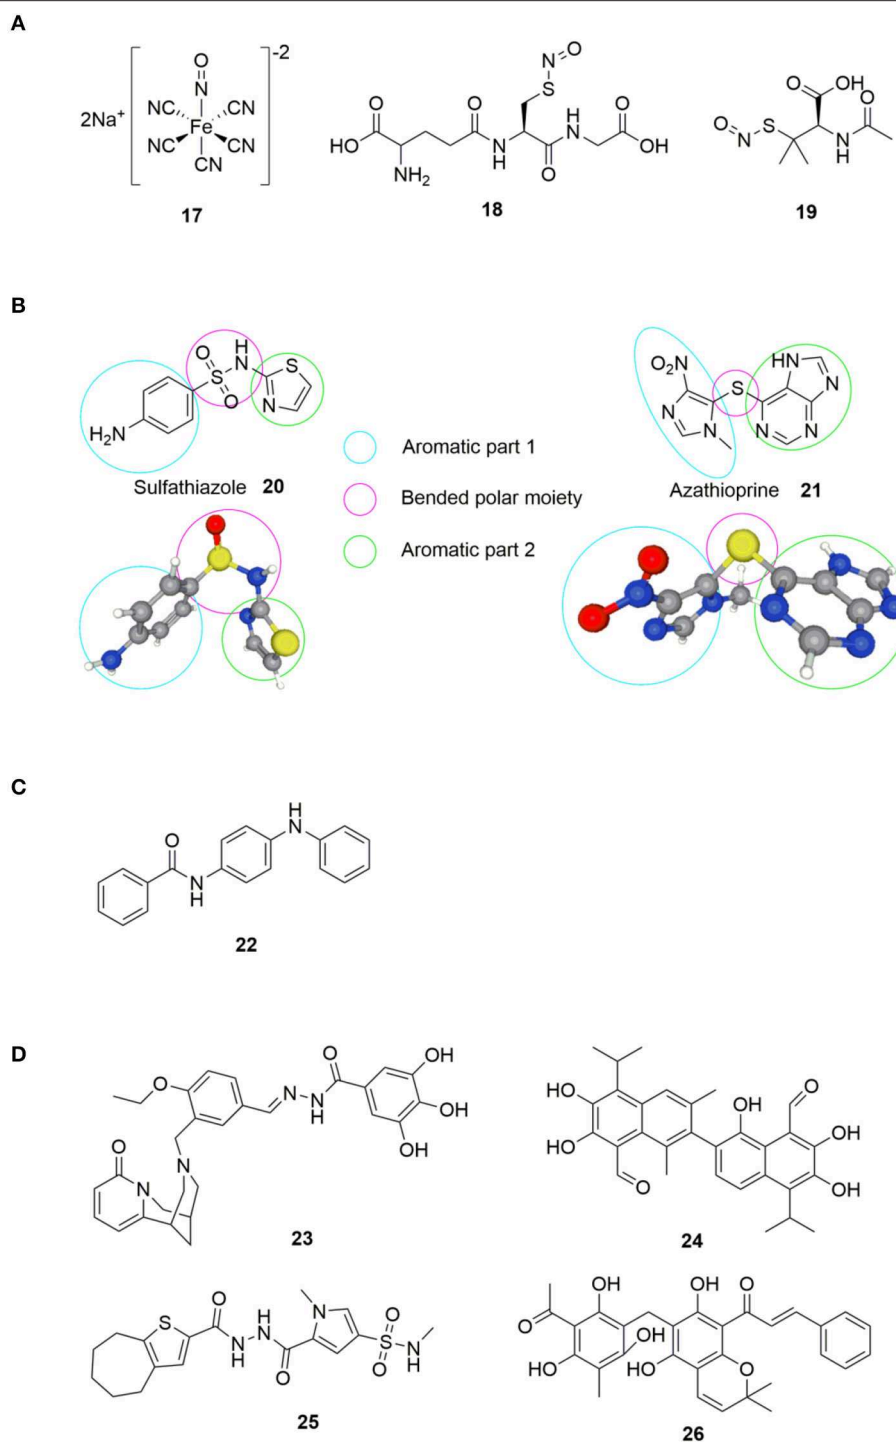 A
2Na+
-2
O
N
NC
CN
Fe
NC
CN
CN
17
N
O
S
O
O
H
N
O
HO
N
H
OH
NH2
O
18
O
OH
O
O
S
N
N
H
19
B
O
H
N
S
S
O
N
H2N
Sulfathiazole 20
Aromatic part 1
Bended polar moiety
Aromatic part 2
O2N
S
HN
N
N
N
N
N
Azathioprine 21
C
H
N
O
N
H
22
D
O
N
N
H
OH
OH
OH
O
N
O
N
23
O
HO
HO
OH
OH
OH
O
24
S
O
H
N
N
H
O
N
O
S
O
N
H
25
OH
OH
O
O
OH
HO
HO
O
26